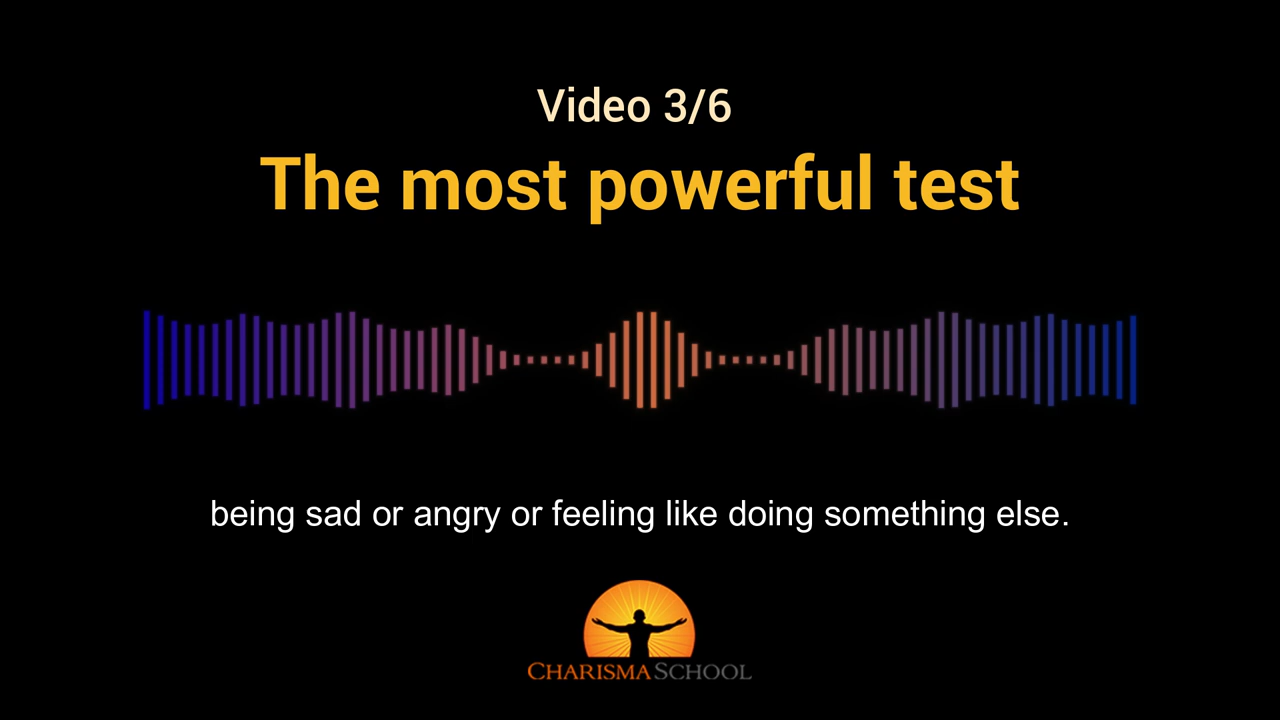 Video 3/6
The most powerful test
being sad or angry or feeling like doing something else.
CHARISMA SCHOOL